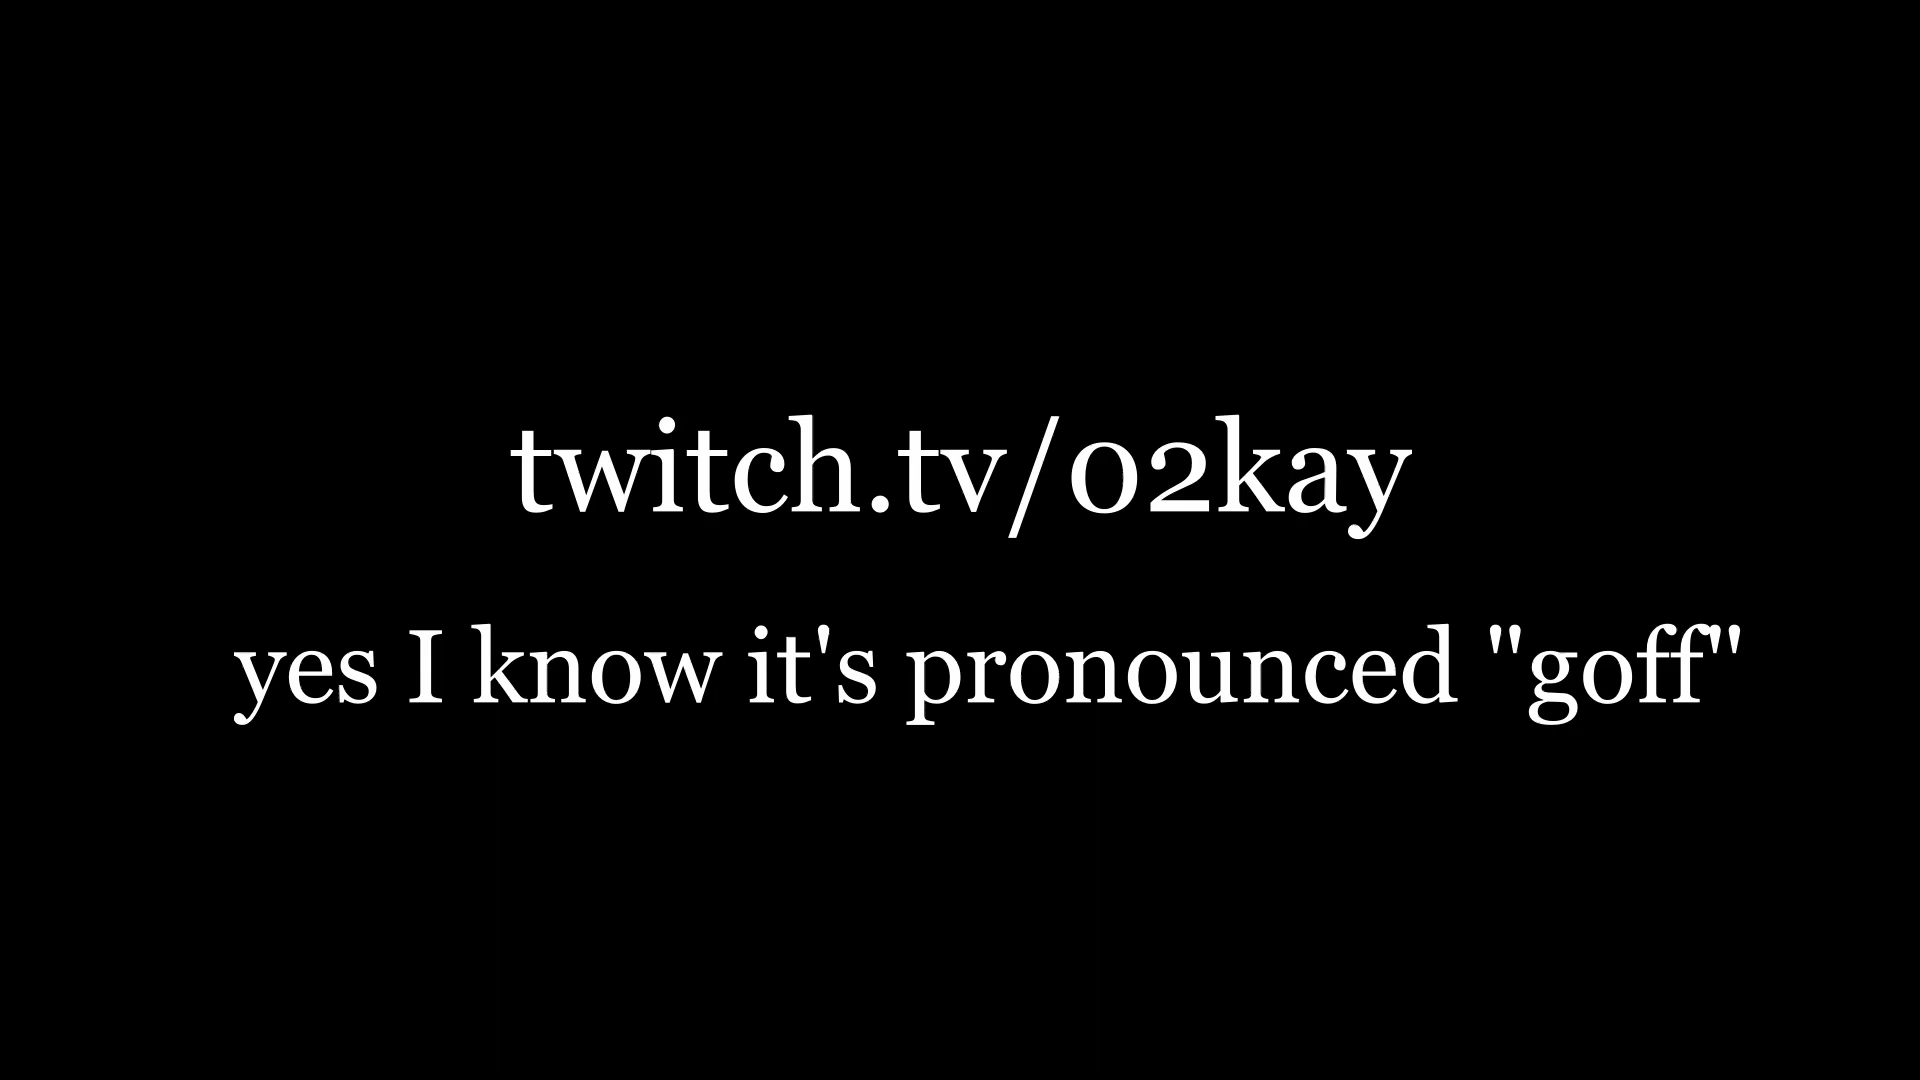 twitch.tv/02kay
yes I know it's pronounced "goff"